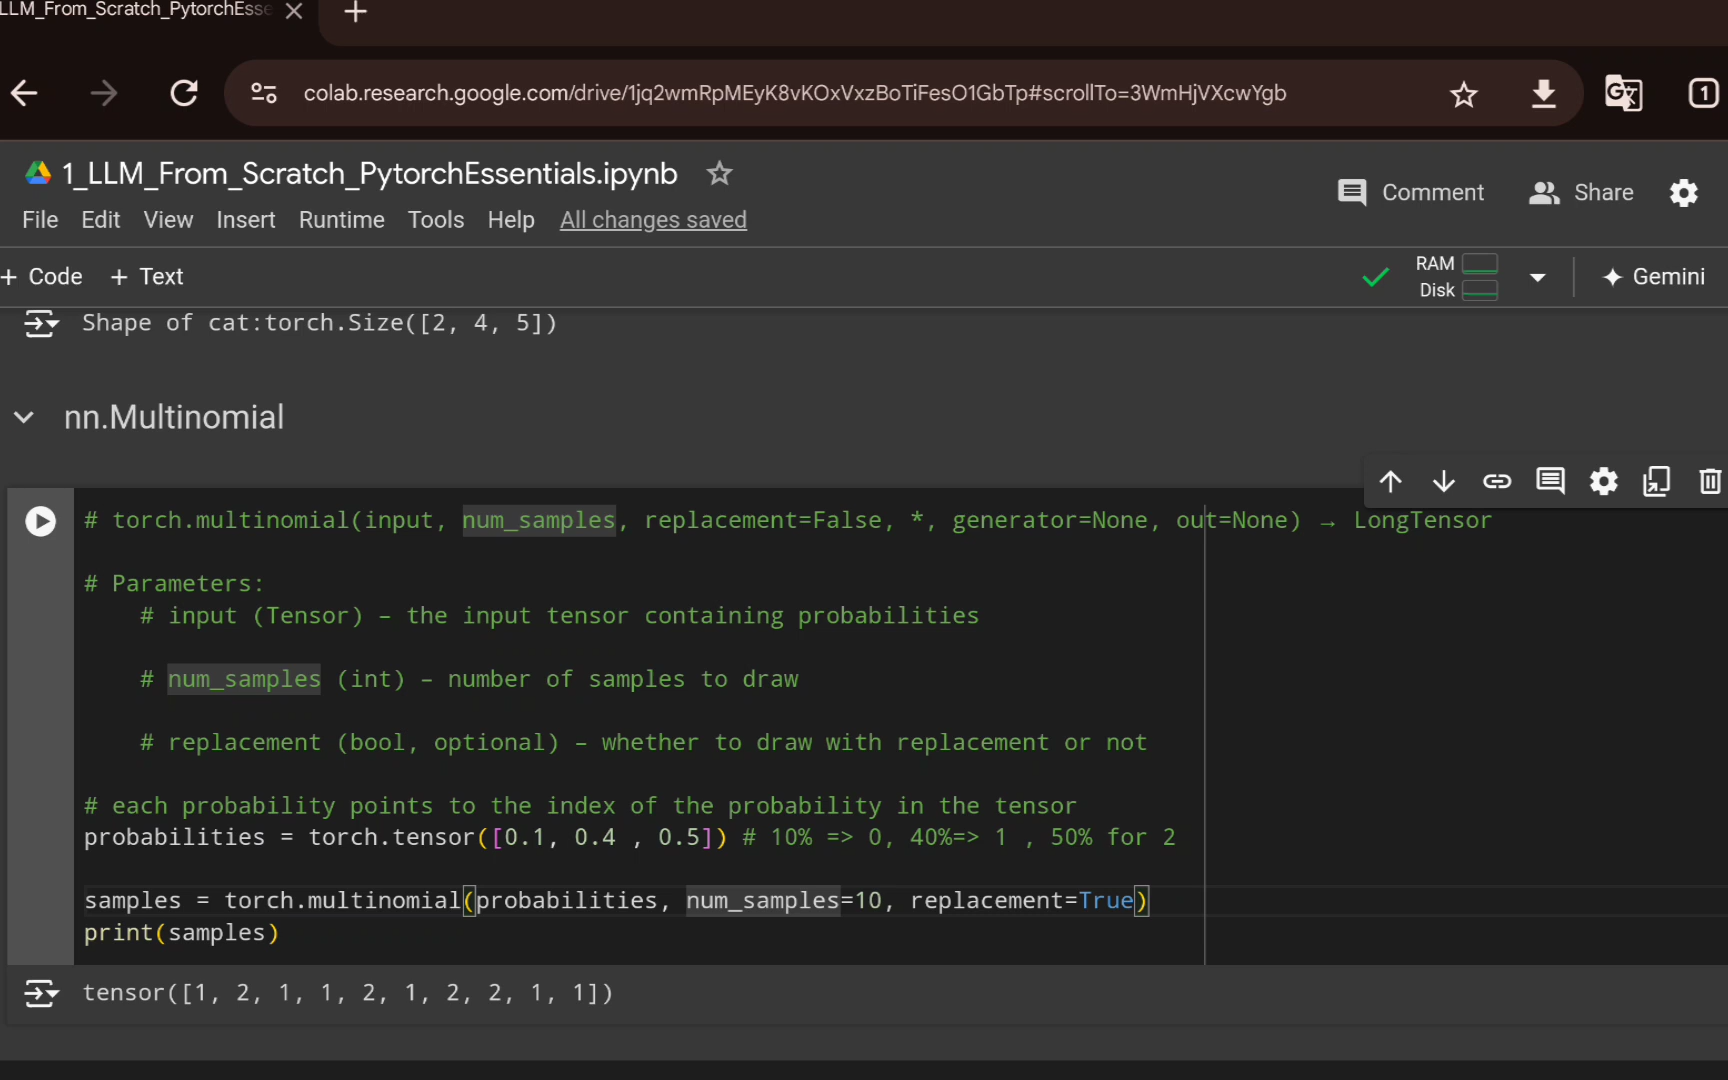 LLM_From_Scratch_PytorchEsse
colab.research.google.com/drive/1jq2wmRpMEyK8vKOxVxzBoTiFesO1GbTp#scrollTo=3WmHjVXcwYgb
1
1_LLM_From_Scratch_PytorchEssentials.ipynb
Comment Share
File Edit View Insert Runtime Tools Help All changes saved
+ Code + Text
RAM
Disk
Gemini
Shape of cat:torch.Size([2, 4, 5])
nn.Multinomial
# torch.multinomial(input, num_samples, replacement=False, *, generator=None, out=None) → LongTensor
# Parameters:
# input (Tensor) – the input tensor containing probabilities
# num_samples (int) – number of samples to draw
# replacement (bool, optional) – whether to draw with replacement or not
# each probability points to the index of the probability in the tensor
probabilities = torch.tensor([0.1, 0.4 , 0.5]) # 10% => 0, 40%=> 1 , 50% for 2
samples = torch.multinomial(probabilities, num_samples=10, replacement=True)
print(samples)
tensor([1, 2, 1, 1, 2, 1, 2, 2, 1, 1])